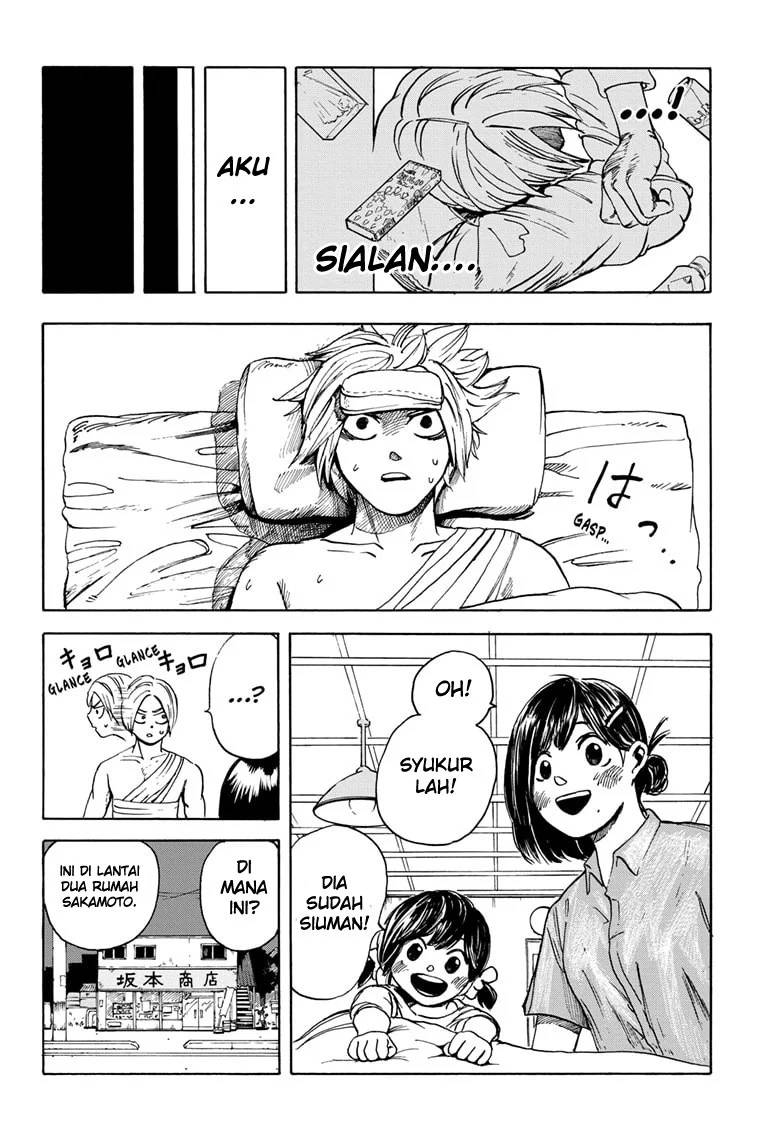 ....!
SIALAN....
AKU
...
はっ..
GASP...
OH!
SYUKUR
LAH!
DIA
SUDAH
SIUMAN!
...?
キョロ
GLANCE
キョロ
GLANCE
DI
MANA
INI?
INI DI LANTAI
DUA RUMAH
SAKAMOTO.
坂本商店